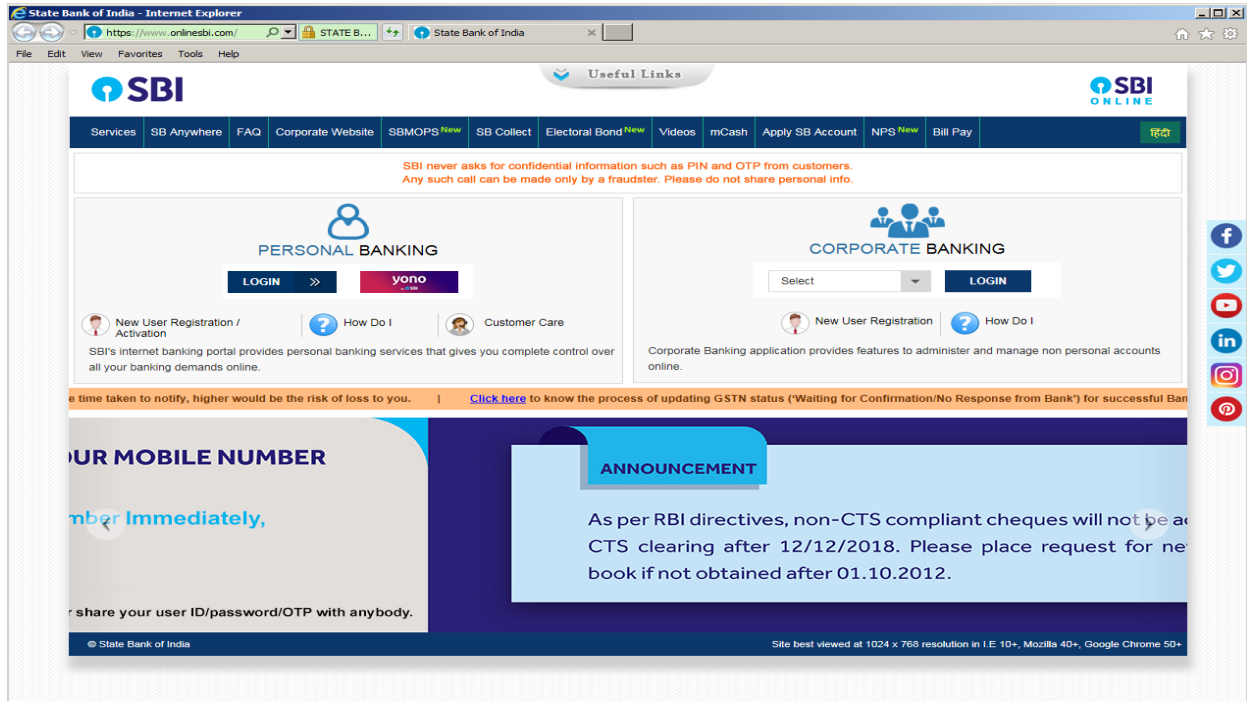 State Bank of India - Internet Explorer
https://www.onlinesbi.com/ STATE B... State Bank of India
File Edit View Favorites Tools Help
Useful Links
SBI
SBI
ONLINE
Services SB Anywhere FAQ Corporate Website SBMOPS New SB Collect Electoral Bond New Videos mCash Apply SB Account NPS New Bill Pay हिंदी
SBI never asks for confidential information such as PIN and OTP from customers.
Any such call can be made only by a fraudster. Please do not share personal info.
PERSONAL BANKING
LOGIN »
yono
SBI
New User Registration /
Activation
How Do I
Customer Care
SBI's internet banking portal provides personal banking services that gives you complete control over
all your banking demands online.
CORPORATE BANKING
Select LOGIN
New User Registration
How Do I
Corporate Banking application provides features to administer and manage non personal accounts
online.
e time taken to notify, higher would be the risk of loss to you. | Click here to know the process of updating GSTN status ('Waiting for Confirmation/No Response from Bank') for successful Ban
OUR MOBILE NUMBER
mber Immediately,
r share your user ID/password/OTP with anybody.
ANNOUNCEMENT
As per RBI directives, non-CTS compliant cheques will not be a
CTS clearing after 12/12/2018. Please place request for ne
book if not obtained after 01.10.2012.
© State Bank of India
Site best viewed at 1024 x 768 resolution in I.E 10+, Mozilla 40+, Google Chrome 50+